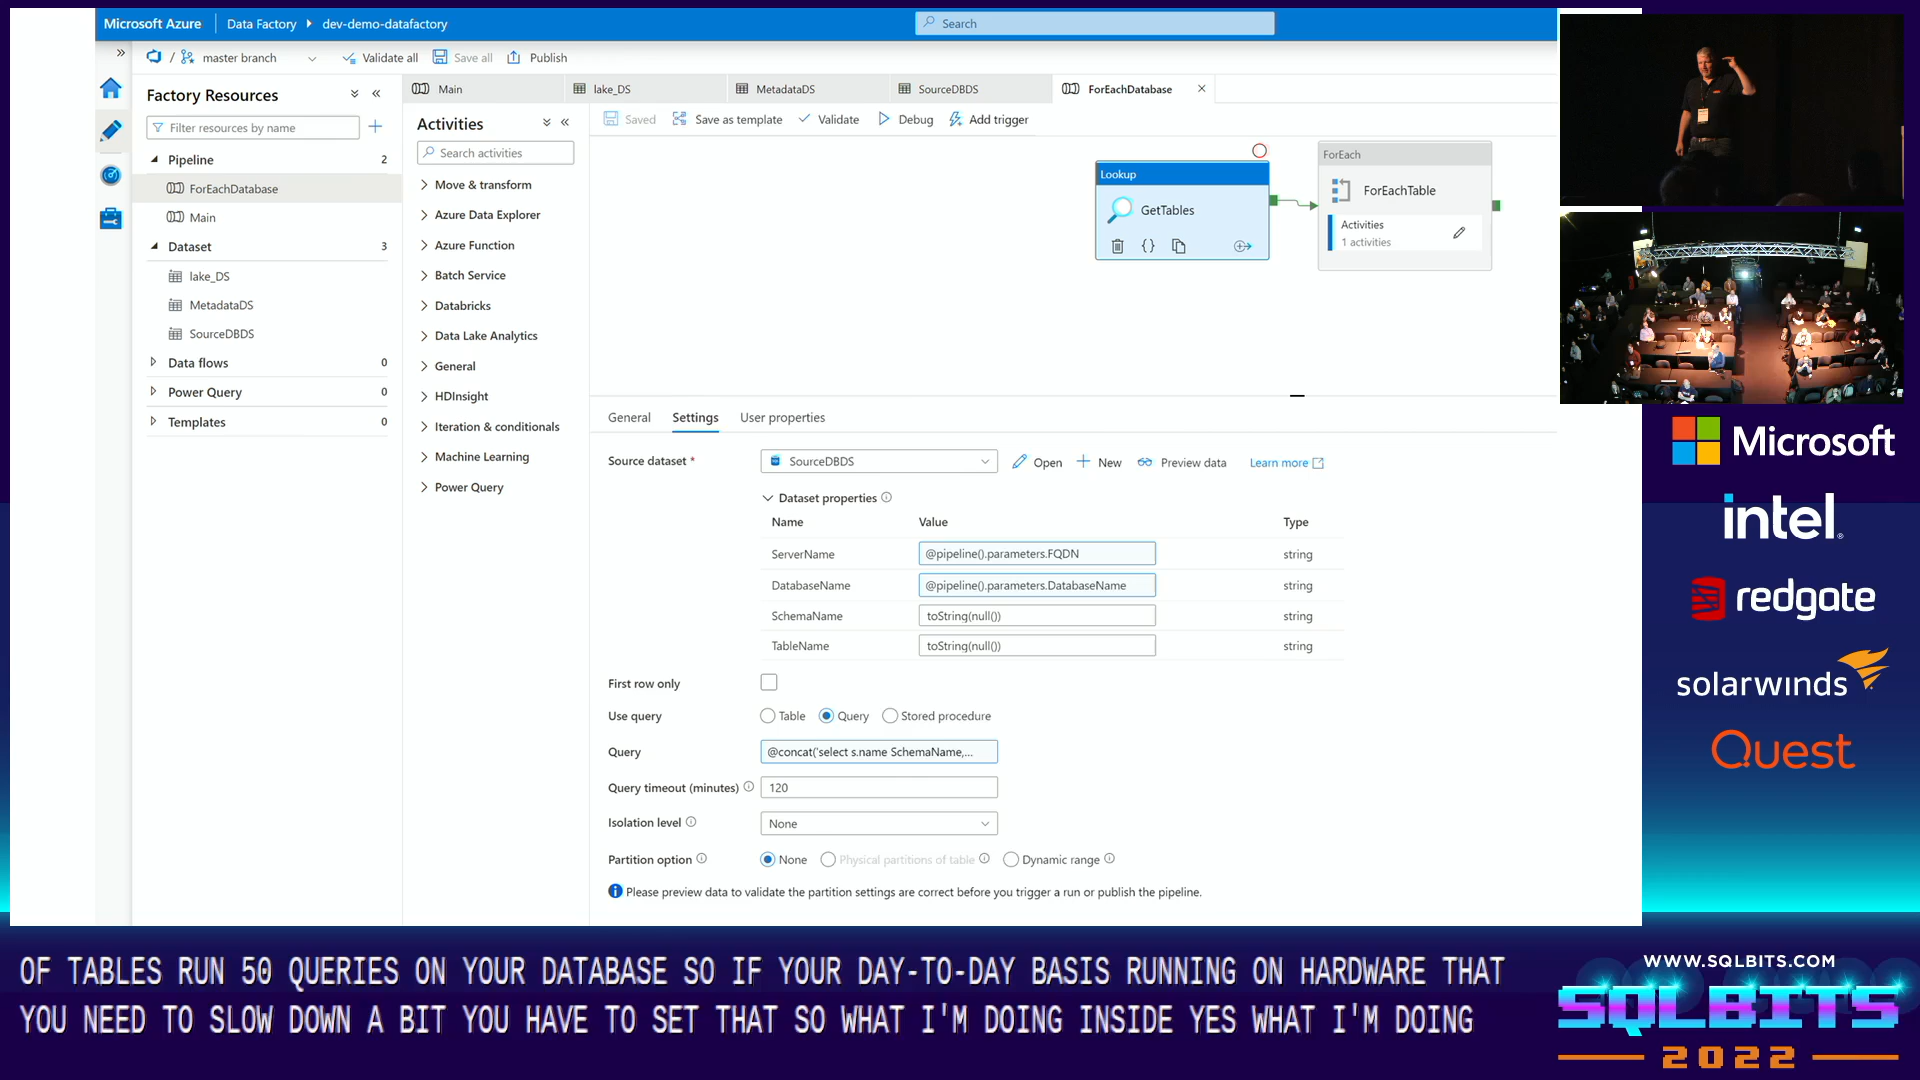 Microsoft Azure
Data Factory
dev-demo-datafactory
Search
/ master branch
Validate all
Save all
Publish
Factory Resources
Filter resources by name
Pipeline 2
ForEachDatabase
Main
Dataset 3
lake_DS
MetadataDS
SourceDBDS
Data flows 0
Power Query 0
Templates 0
Main
lake_DS
MetadataDS
SourceDBDS
ForEachDatabase
Activities
Search activities
Move & transform
Azure Data Explorer
Azure Function
Batch Service
Databricks
Data Lake Analytics
General
HDInsight
Iteration & conditionals
Machine Learning
Power Query
Saved
Save as template
Validate
Debug
Add trigger
Lookup
GetTables
ForEach
ForEachTable
Activities
1 activities
General
Settings
User properties
Source dataset *
SourceDBDS
Open
New
Preview data
Learn more
Dataset properties
Name Value Type
ServerName @pipeline().parameters.FQDN string
DatabaseName @pipeline().parameters.DatabaseName string
SchemaName toString(null()) string
TableName toString(null()) string
First row only
Use query Table Query Stored procedure
Query @concat('select s.name SchemaName,...
Query timeout (minutes) 120
Isolation level None
Partition option None Physical partitions of table Dynamic range
Please preview data to validate the partition settings are correct before you trigger a run or publish the pipeline.
Microsoft
intel.
redgate
solarwinds
Quest
OF TABLES RUN 50 QUERIES ON YOUR DATABASE SO IF YOUR DAY-TO-DAY BASIS RUNNING ON HARDWARE THAT
YOU NEED TO SLOW DOWN A BIT YOU HAVE TO SET THAT SO WHAT I'M DOING INSIDE YES WHAT I'M DOING
WWW.SQLBITS.COM
SQLBITS
2022